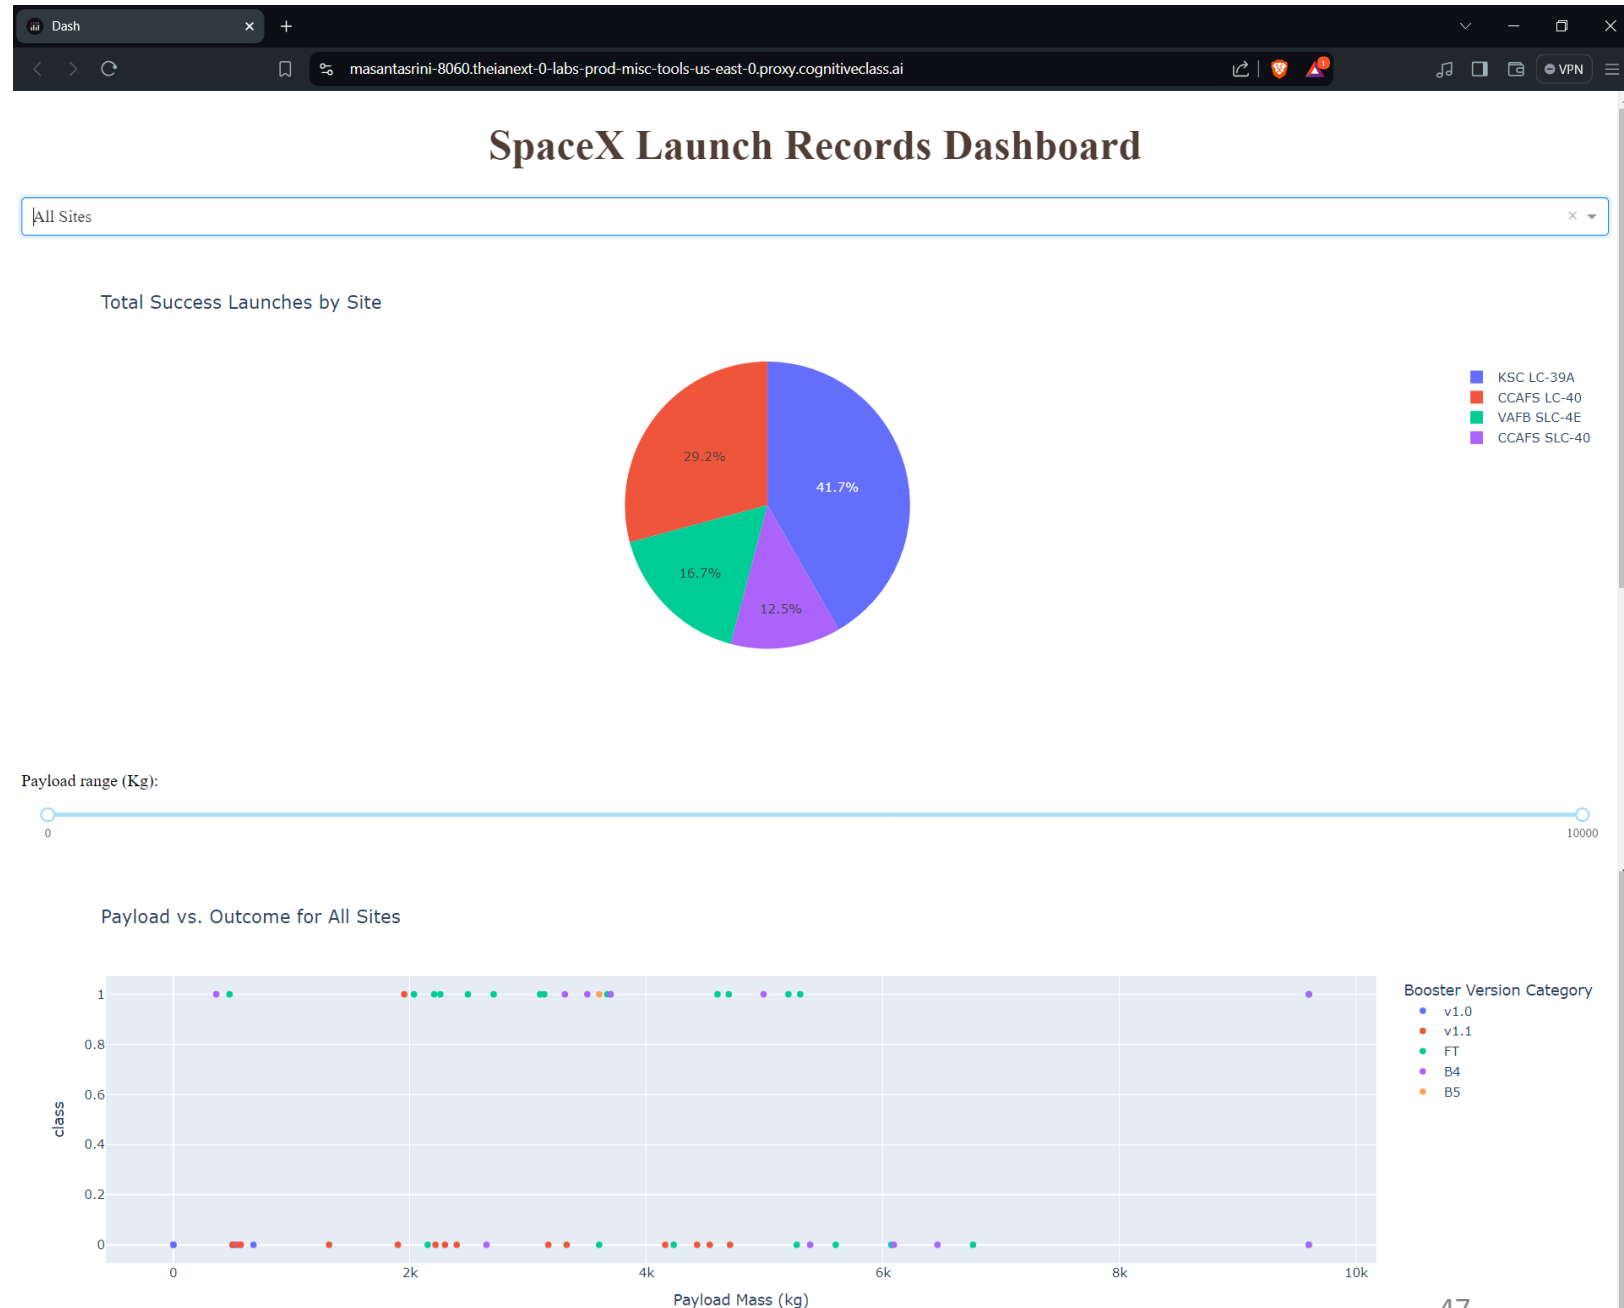 Dash
masantasrini-8060.theianext-0-labs-prod-misc-tools-us-east-0.proxy.cognitiveclass.ai
1
VPN
SpaceX Launch Records Dashboard
All Sites
Total Success Launches by Site
KSC LC-39A
CCAFS LC-40
VAFB SLC-4E
CCAFS SLC-40
29.2%
41.7%
16.7%
12.5%
Payload range (Kg):
0 10000
Payload vs. Outcome for All Sites
Booster Version Category
v1.0
v1.1
FT
B4
B5
class
1
0.8
0.6
0.4
0.2
0
0 2k 4k 6k 8k 10k
Payload Mass (kg)
47